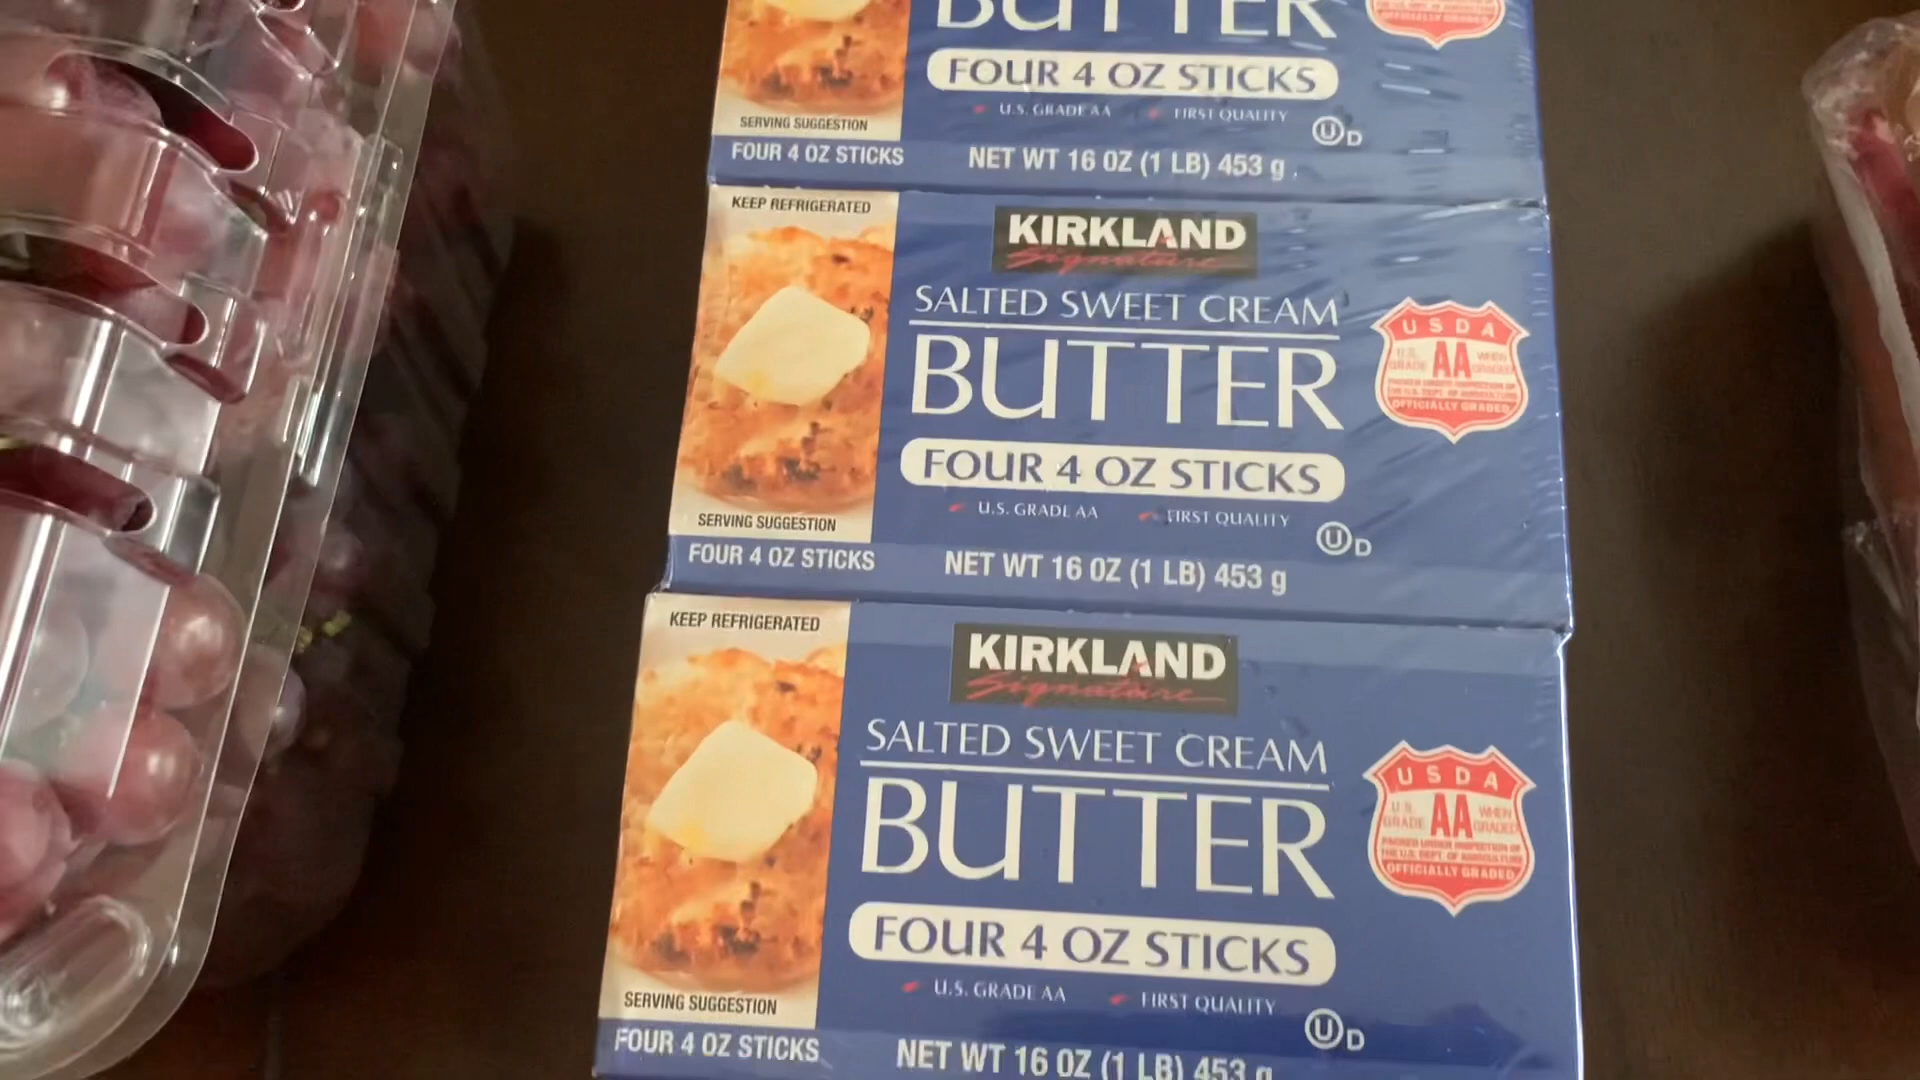 BUTTER
FOUR 4 OZ STICKS
U.S. GRADE AA FIRST QUALITY
U D
SERVING SUGGESTION
FOUR 4 OZ STICKS
NET WT 16 OZ (1 LB) 453 g
OFFICIALLY GRADED
KEEP REFRIGERATED
KIRKLAND
Signature
SALTED SWEET CREAM
BUTTER
FOUR 4 OZ STICKS
U.S. GRADE AA FIRST QUALITY
U D
SERVING SUGGESTION
FOUR 4 OZ STICKS
NET WT 16 OZ (1 LB) 453 g
USDA
U.S. GRADE AA WHEN GRADED
PACKED UNDER INSPECTION OF
THE U.S. DEPT. OF AGRICULTURE
OFFICIALLY GRADED
KEEP REFRIGERATED
KIRKLAND
Signature
SALTED SWEET CREAM
BUTTER
FOUR 4 OZ STICKS
U.S. GRADE AA FIRST QUALITY
U D
SERVING SUGGESTION
FOUR 4 OZ STICKS
NET WT 16 OZ (1 LB) 453 g
USDA
U.S. GRADE AA WHEN GRADED
PACKED UNDER INSPECTION OF
THE U.S. DEPT. OF AGRICULTURE
OFFICIALLY GRADED